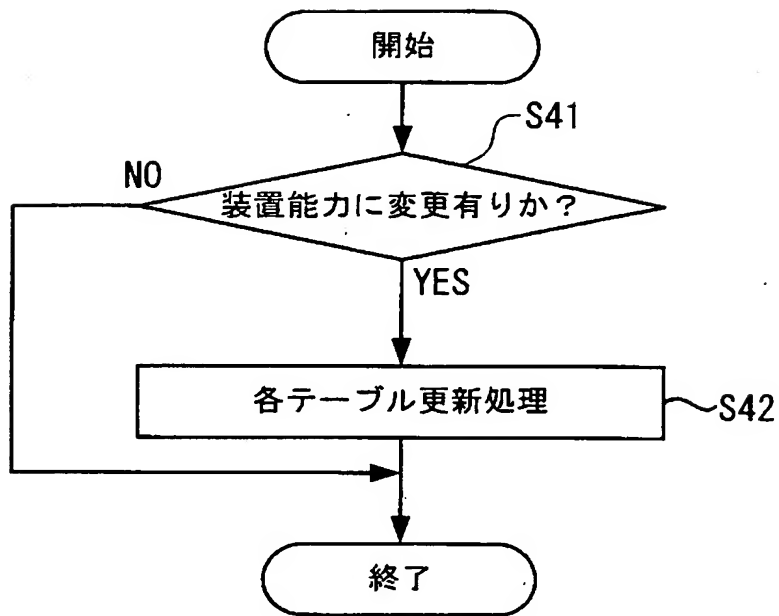 開始
S41
NO
装置能力に変更有りか？
YES
各テーブル更新処理
S42
終了